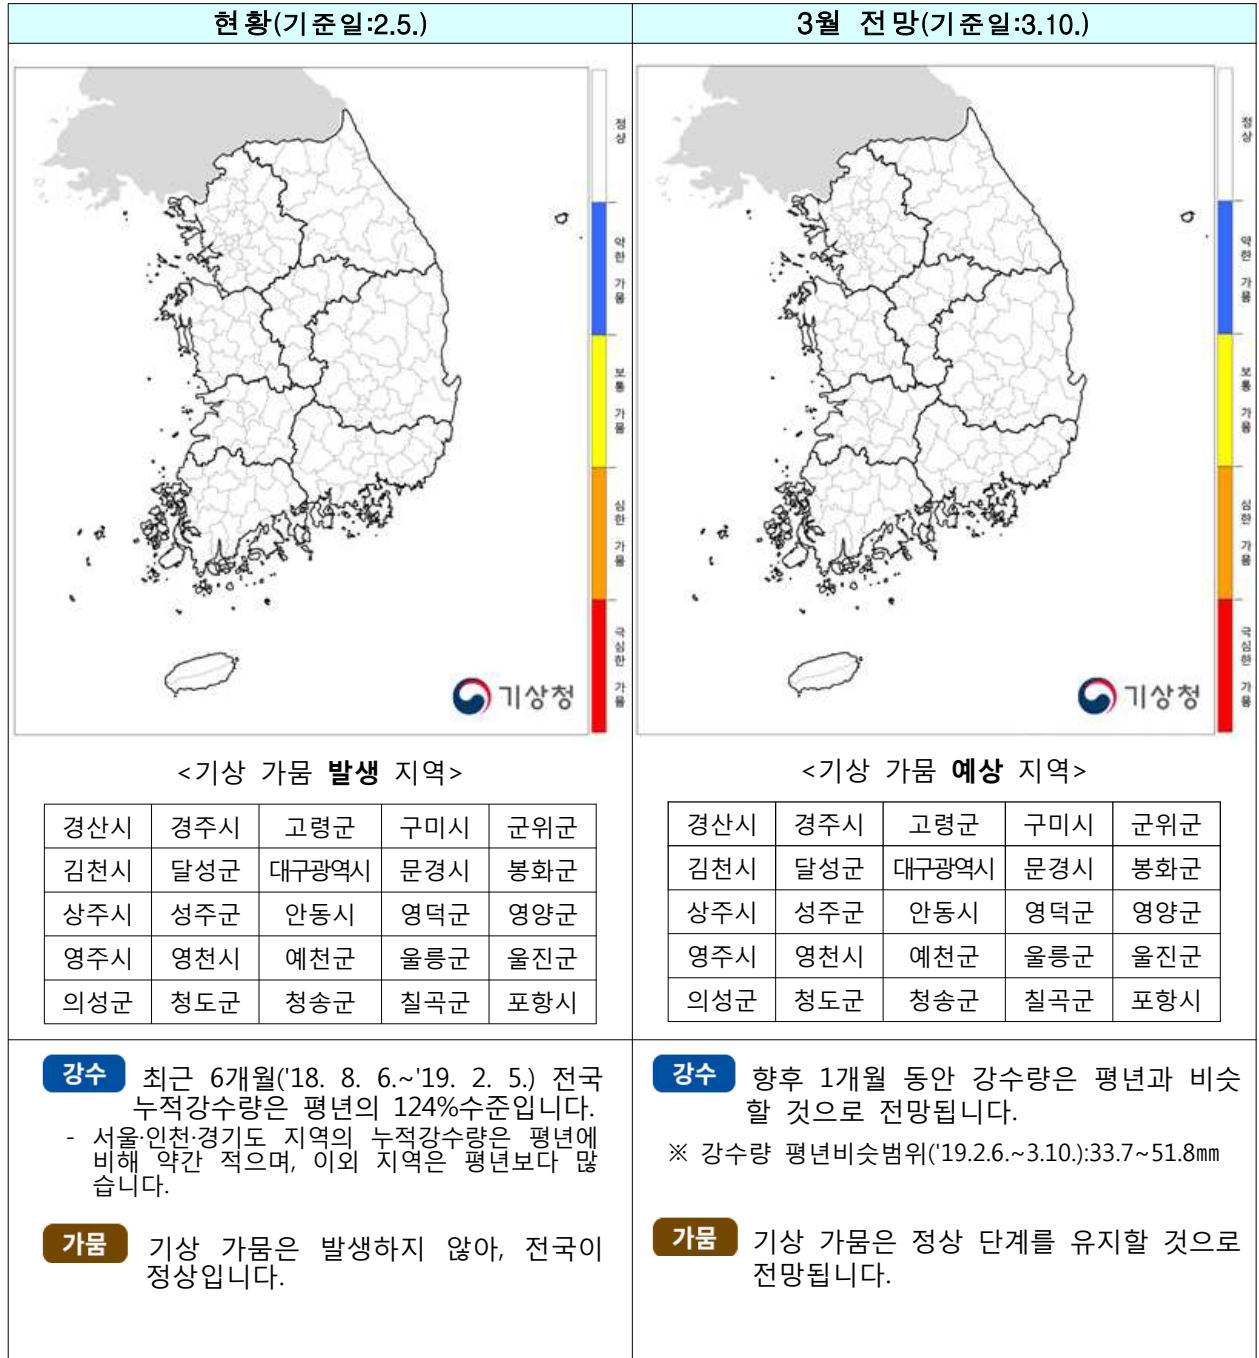 현황(기준일:2.5.)
정상
약한 가뭄
보통 가뭄
심한 가뭄
극심한 가뭄
기상청
<기상 가뭄 발생 지역>
경산시 경주시 고령군 구미시 군위군
김천시 달성군 대구광역시 문경시 봉화군
상주시 성주군 안동시 영덕군 영양군
영주시 영천시 예천군 울릉군 울진군
의성군 청도군 청송군 칠곡군 포항시
강수 최근 6개월('18. 8. 6.~'19. 2. 5.) 전국
누적강수량은 평년의 124%수준입니다.
- 서울·인천·경기도 지역의 누적강수량은 평년에
비해 약간 적으며, 이외 지역은 평년보다 많
습니다.
가뭄 기상 가뭄은 발생하지 않아, 전국이
정상입니다.
3월 전망(기준일:3.10.)
정상
약한 가뭄
보통 가뭄
심한 가뭄
극심한 가뭄
기상청
<기상 가뭄 예상 지역>
경산시 경주시 고령군 구미시 군위군
김천시 달성군 대구광역시 문경시 봉화군
상주시 성주군 안동시 영덕군 영양군
영주시 영천시 예천군 울릉군 울진군
의성군 청도군 청송군 칠곡군 포항시
강수 향후 1개월 동안 강수량은 평년과 비슷
할 것으로 전망됩니다.
※ 강수량 평년비슷범위('19.2.6.~3.10.):33.7~51.8㎜
가뭄 기상 가뭄은 정상 단계를 유지할 것으로
전망됩니다.